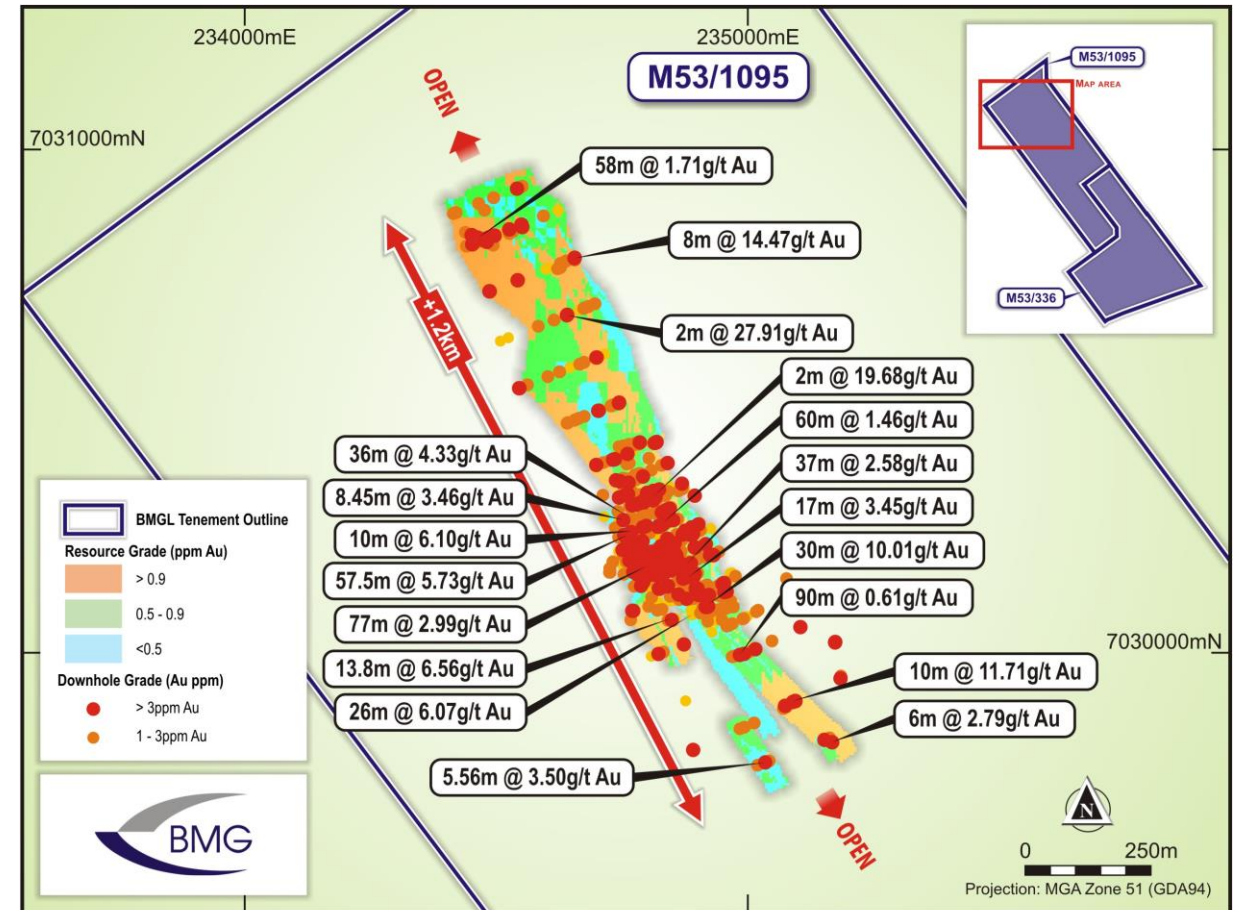 234000mE
235000mE
M53/1095
7031000mN
7030000mN
OPEN
M53/1095
MAP AREA
M53/336
58m @ 1.71g/t Au
8m @ 14.47g/t Au
2m @ 27.91g/t Au
+1.2km
2m @ 19.68g/t Au
60m @ 1.46g/t Au
37m @ 2.58g/t Au
17m @ 3.45g/t Au
30m @ 10.01g/t Au
90m @ 0.61g/t Au
10m @ 11.71g/t Au
6m @ 2.79g/t Au
36m @ 4.33g/t Au
8.45m @ 3.46g/t Au
10m @ 6.10g/t Au
57.5m @ 5.73g/t Au
77m @ 2.99g/t Au
13.8m @ 6.56g/t Au
26m @ 6.07g/t Au
5.56m @ 3.50g/t Au
OPEN
BMGL Tenement Outline
Resource Grade (ppm Au)
> 0.9
0.5 - 0.9
<0.5
Downhole Grade (Au ppm)
> 3ppm Au
1 - 3ppm Au
BMG
N
0 250m
Projection: MGA Zone 51 (GDA94)